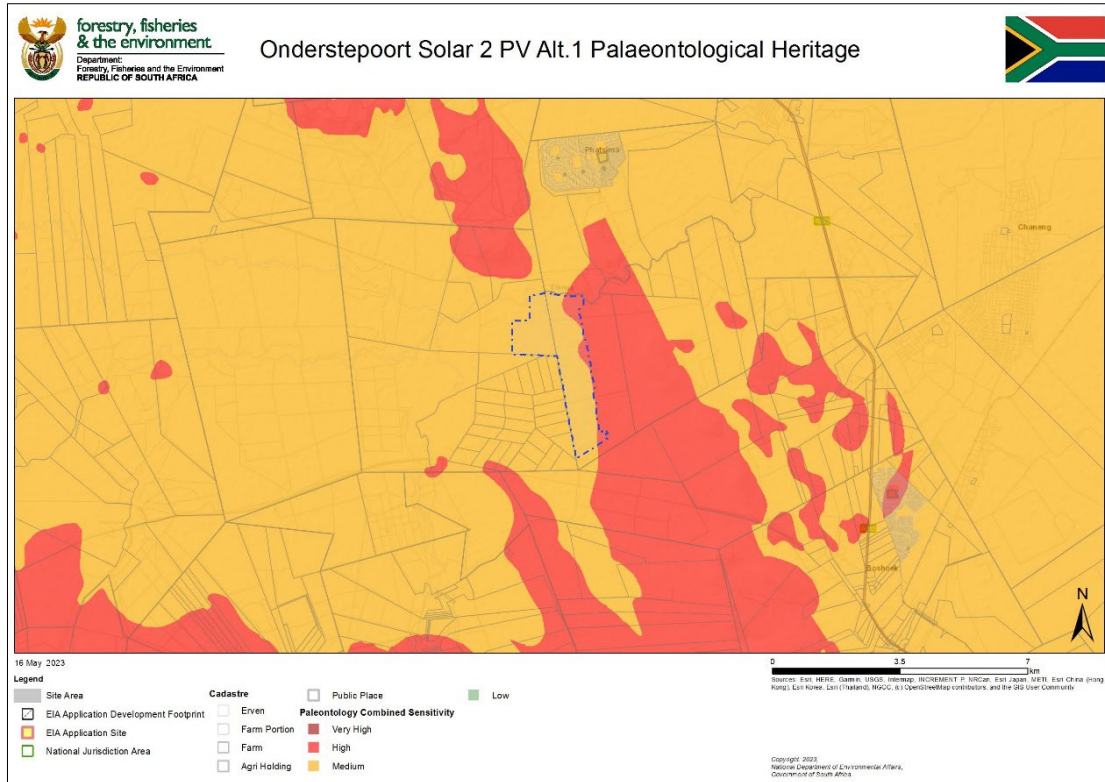 forestry, fisheries
& the environment
Department:
Forestry, Fisheries and the Environment
REPUBLIC OF SOUTH AFRICA
Onderstepoort Solar 2 PV Alt.1 Palaeontological Heritage
Phatsima
Chaneng
Boshoek
N
16 May 2023
0 3.5 7
km
Legend
Site Area
EIA Application Development Footprint
EIA Application Site
National Jurisdiction Area
Cadastre
Erven
Farm Portion
Farm
Agri Holding
Public Place
Paleontology Combined Sensitivity
Very High
High
Medium
Low
Sources: Esri, HERE, Garmin, USGS, Intermap, INCREMENT P, NRCan, Esri Japan, METI, Esri China (Hong
Kong), Esri Korea, Esri (Thailand), NGCC, (c) OpenStreetMap contributors, and the GIS User Community
Copyright: 2023,
National Department of Environmental Affairs,
Government of South Africa